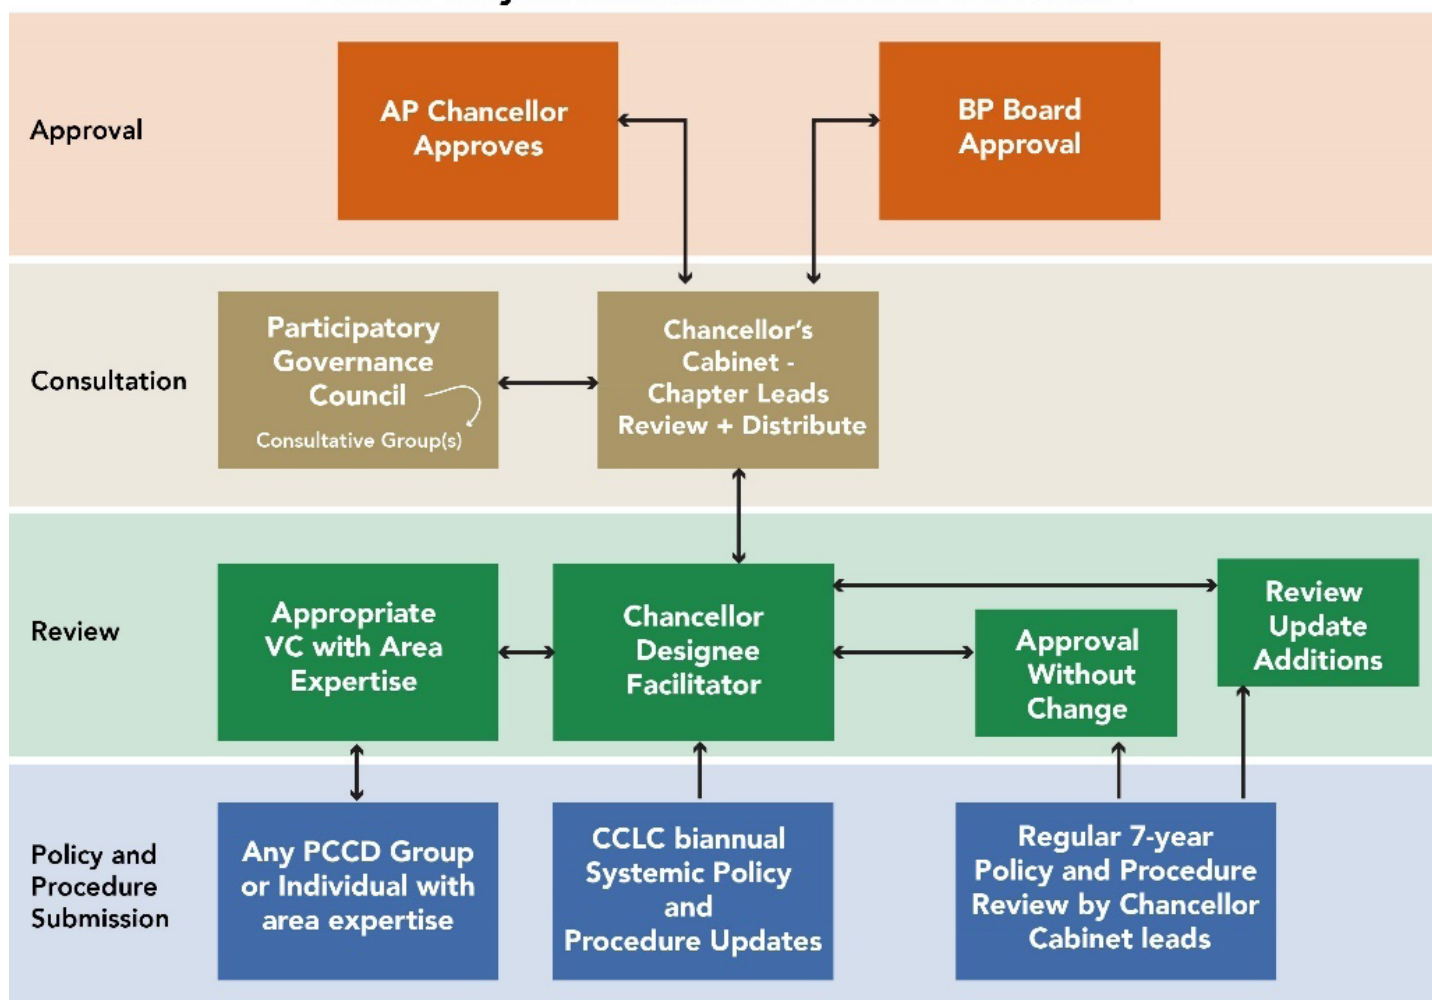 Approval
AP Chancellor
Approves
BP Board
Approval
Consultation
Participatory
Governance
Council
Consultative Group(s)
Chancellor's
Cabinet -
Chapter Leads
Review + Distribute
Review
Appropriate
VC with Area
Expertise
Chancellor
Designee
Facilitator
Approval
Without
Change
Review
Update
Additions
Policy and
Procedure
Submission
Any PCCD Group
or Individual with
area expertise
CCLC biannual
Systemic Policy
and
Procedure Updates
Regular 7-year
Policy and Procedure
Review by Chancellor
Cabinet leads